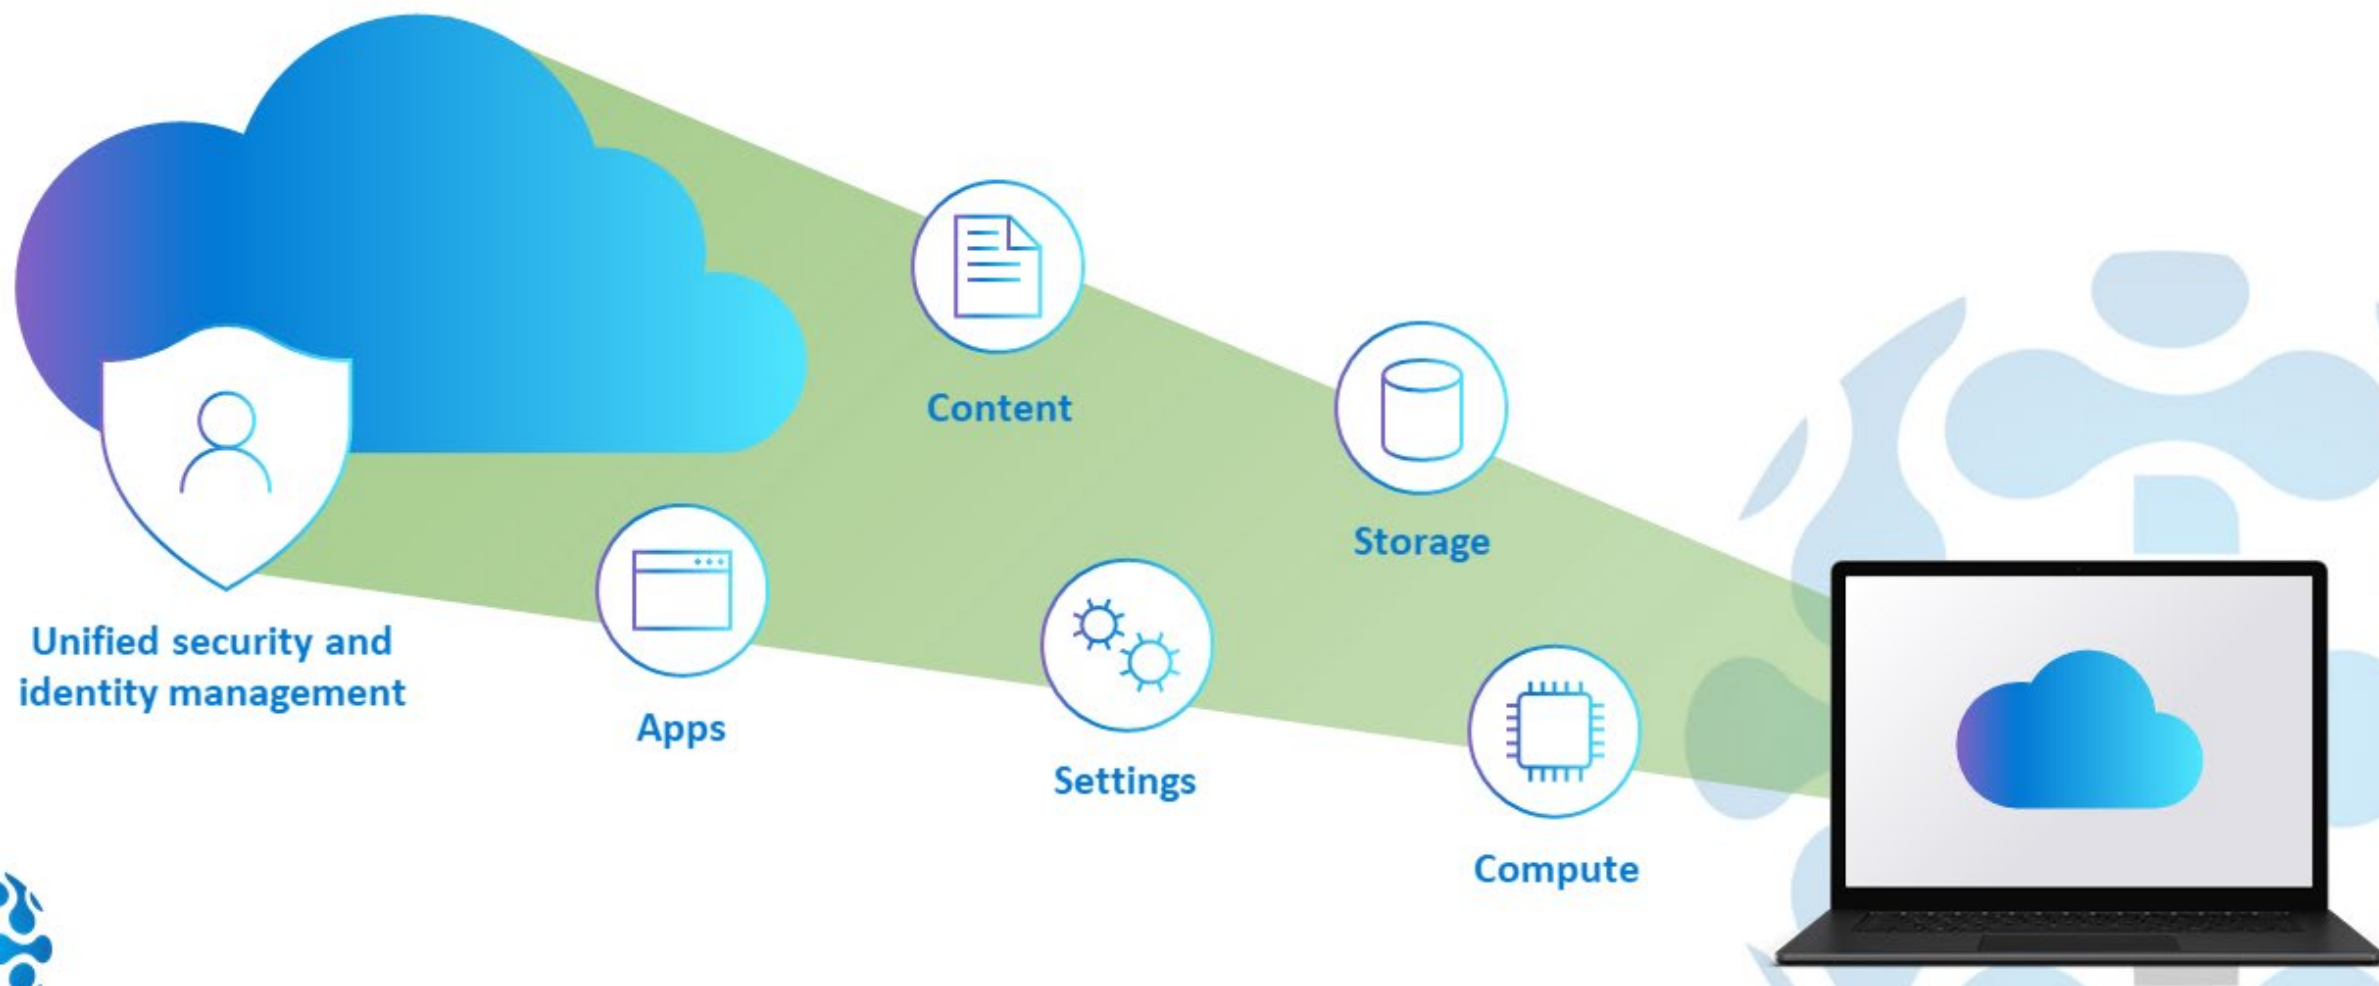 Content
Storage
Unified security and
identity management
Apps
Settings
Compute